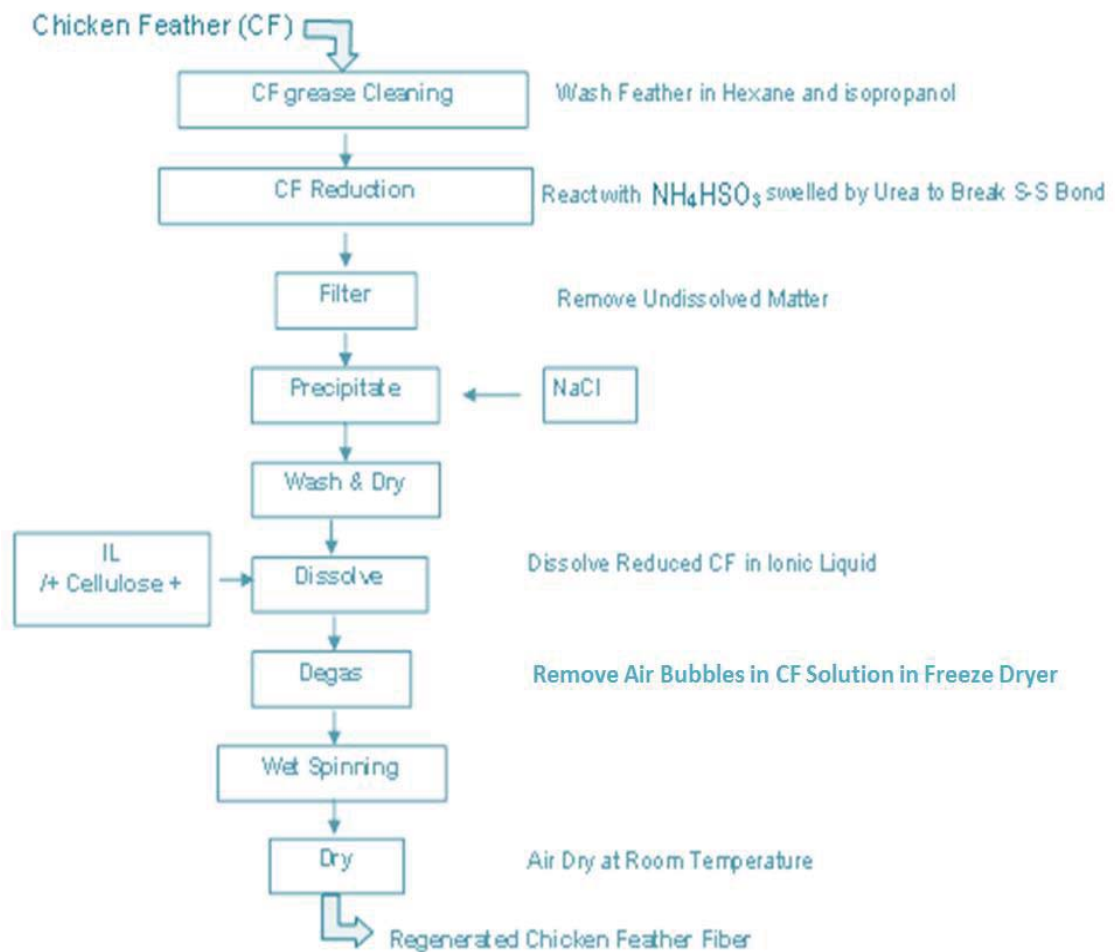 Chicken Feather (CF)
CF grease Cleaning
Wash Feather in Hexane and isopropanol
CF Reduction
React with NH₄HSO₃ swelled by Urea to Break S-S Bond
Filter
Remove Undissolved Matter
Precipitate
NaCl
Wash & Dry
IL
/+ Cellulose +
Dissolve
Dissolve Reduced CF in Ionic Liquid
Degas
Remove Air Bubbles in CF Solution in Freeze Dryer
Wet Spinning
Dry
Air Dry at Room Temperature
Regenerated Chicken Feather Fiber